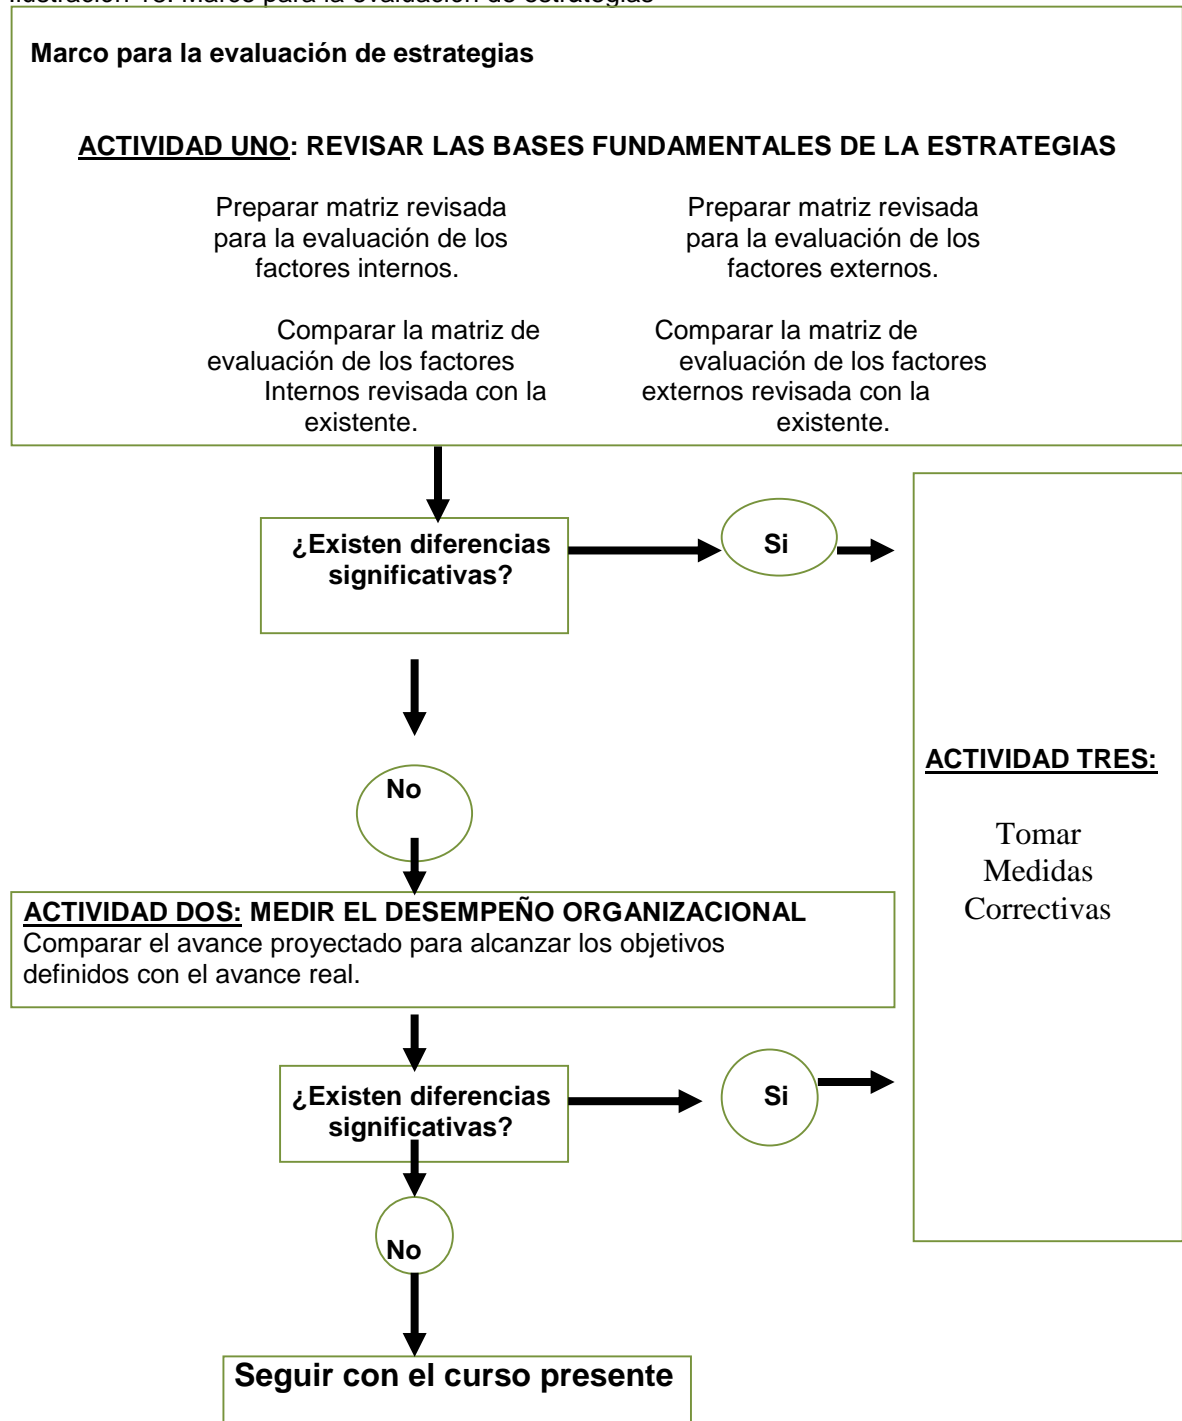 Marco para la evaluación de estrategias
ACTIVIDAD UNO: REVISAR LAS BASES FUNDAMENTALES DE LA ESTRATEGIAS
Preparar matriz revisada
para la evaluación de los
factores internos.
Preparar matriz revisada
para la evaluación de los
factores externos.
Comparar la matriz de
evaluación de los factores
Internos revisada con la
existente.
Comparar la matriz de
evaluación de los factores
externos revisada con la
existente.
¿Existen diferencias
significativas?
Si
No
ACTIVIDAD TRES:
Tomar
Medidas
Correctivas
ACTIVIDAD DOS: MEDIR EL DESEMPEÑO ORGANIZACIONAL
Comparar el avance proyectado para alcanzar los objetivos
definidos con el avance real.
¿Existen diferencias
significativas?
Si
No
Seguir con el curso presente